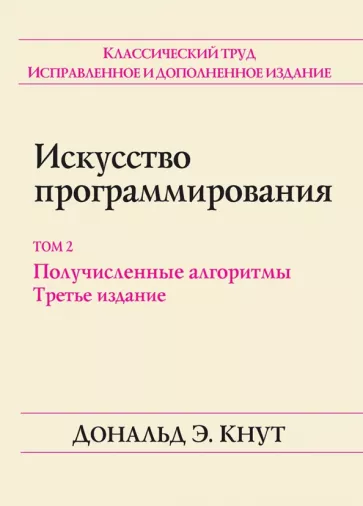 Классический труд
Исправленное и дополненное издание
Искусство
программирования
ТОМ 2
Получисленные алгоритмы
Третье издание
Дональд Э. Кнут